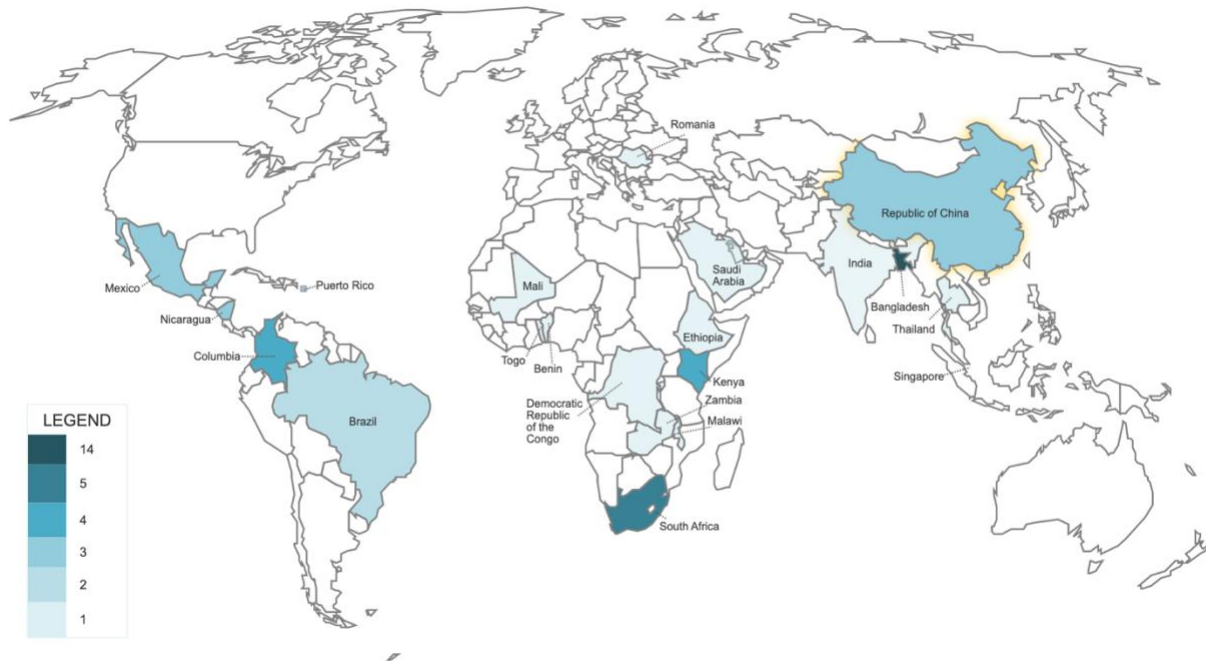 Romania
Republic of China
Mexico
Puerto Rico
Nicaragua
Columbia
Brazil
Mali
Togo
Benin
Saudi
Arabia
India
Bangladesh
Thailand
Singapore
Ethiopia
Kenya
Democratic
Republic
of the
Congo
Zambia
Malawi
South Africa
LEGEND
14
5
4
3
2
1